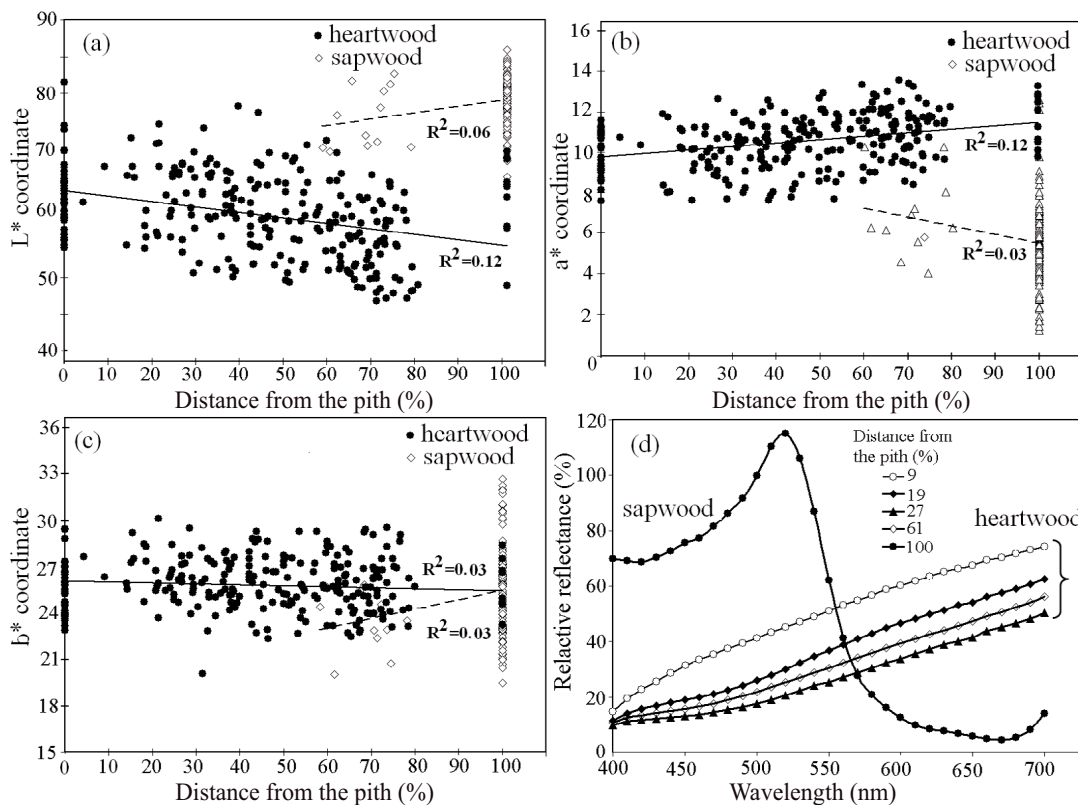 (a)
heartwood
sapwood
R²=0.06
R²=0.12
L* coordinate
90
80
70
60
50
40
0 10 20 30 40 50 60 70 80 90 100
Distance from the pith (%)
(b)
heartwood
sapwood
R²=0.12
R²=0.03
a* coordinate
16
14
12
10
8
6
4
2
0
0 10 20 30 40 50 60 70 80 90 100
Distance from the pith (%)
(c)
heartwood
sapwood
R²=0.03
R²=0.03
b* coordinate
36
33
30
27
24
21
18
15
0 10 20 30 40 50 60 70 80 90 100
Distance from the pith (%)
(d)
Distance from
the pith (%)
9
19
27
61
100
sapwood
heartwood
Relactive reflectance (%)
120
100
80
60
40
20
0
400 450 500 550 600 650 700
Wavelength (nm)